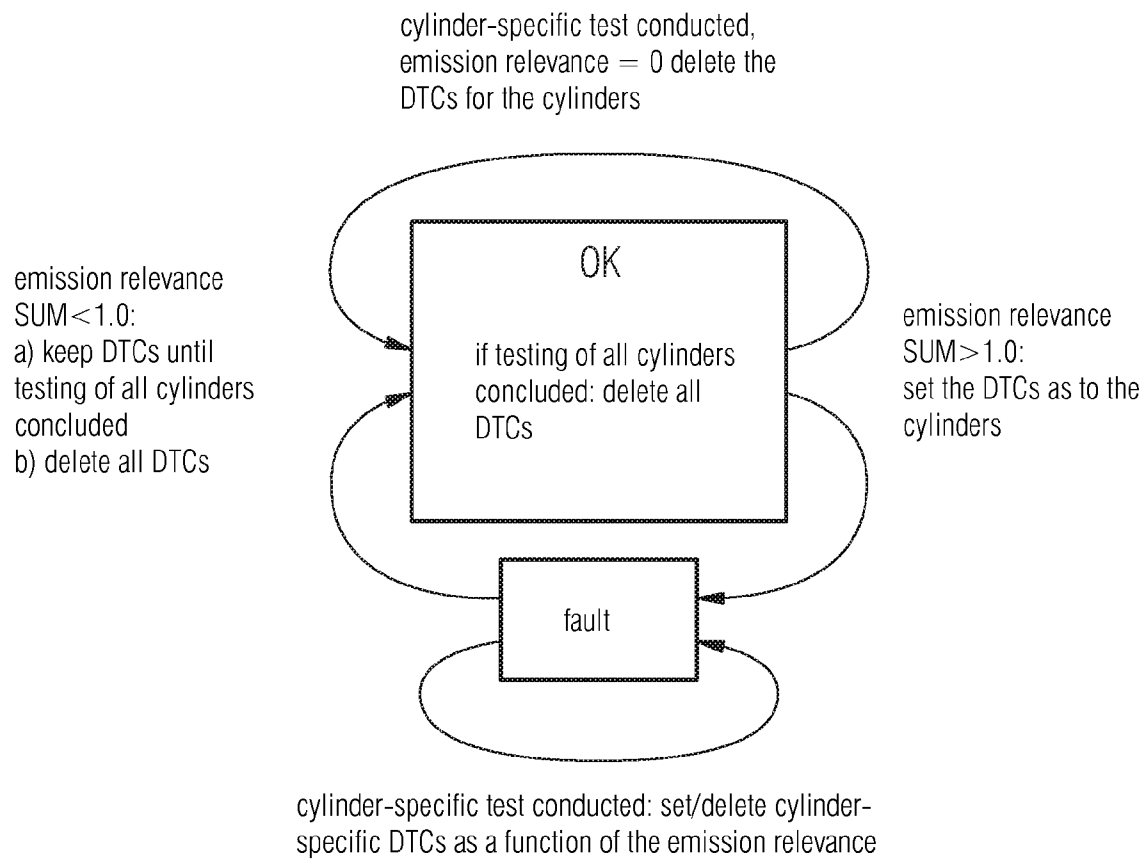 cylinder-specific test conducted,
emission relevance = 0 delete the
DTCs for the cylinders
OK
if testing of all cylinders
concluded: delete all
DTCs
emission relevance
SUM<1.0:
a) keep DTCs until
testing of all cylinders
concluded
b) delete all DTCs
emission relevance
SUM>1.0:
set the DTCs as to the
cylinders
fault
cylinder-specific test conducted: set/delete cylinder-
specific DTCs as a function of the emission relevance